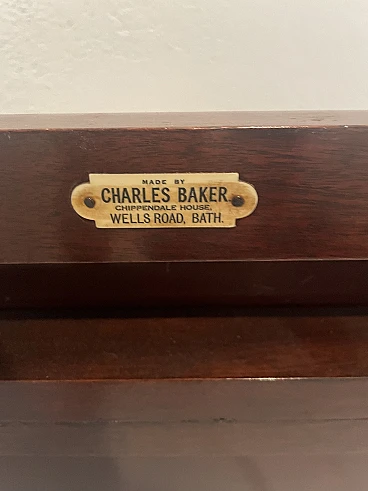 MADE BY
CHARLES BAKER.
CHIPPENDALE HOUSE,
WELLS ROAD, BATH.